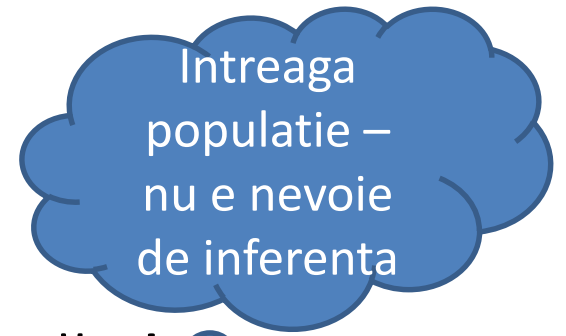 Intreaga
populatie –
nu e nevoie
de inferenta